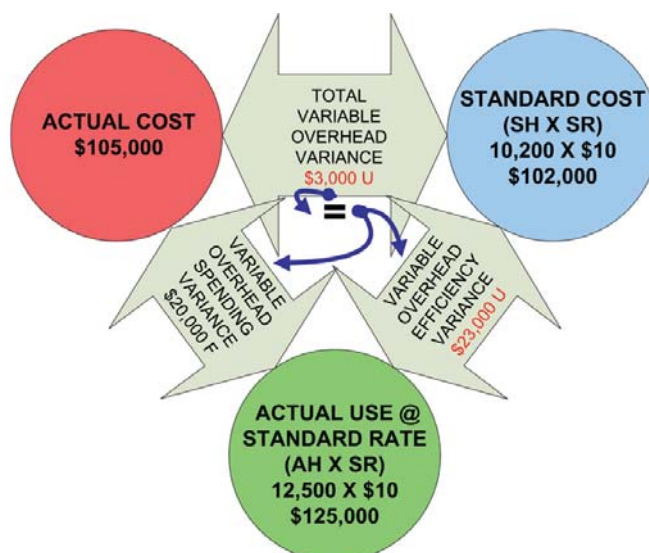 ACTUAL COST
$105,000
TOTAL
VARIABLE
OVERHEAD
VARIANCE
$3,000 U
=
STANDARD COST
(SH X SR)
10,200 X $10
$102,000
VARIABLE
OVERHEAD
SPENDING
VARIANCE
$20,000 F
VARIABLE
OVERHEAD
EFFICIENCY
VARIANCE
$23,000 U
ACTUAL USE @
STANDARD RATE
(AH X SR)
12,500 X $10
$125,000